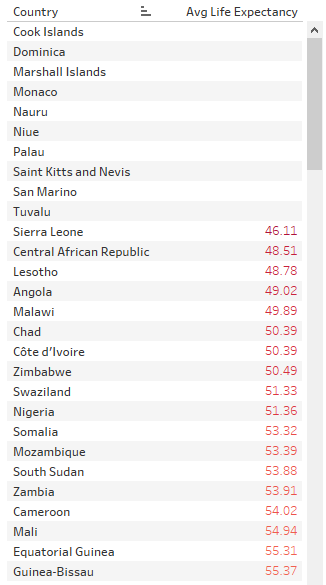 Country Avg Life Expectancy
Cook Islands
Dominica
Marshall Islands
Monaco
Nauru
Niue
Palau
Saint Kitts and Nevis
San Marino
Tuvalu
Sierra Leone 46.11
Central African Republic 48.51
Lesotho 48.78
Angola 49.02
Malawi 49.89
Chad 50.39
Côte d’Ivoire 50.39
Zimbabwe 50.49
Swaziland 51.33
Nigeria 51.36
Somalia 53.32
Mozambique 53.39
South Sudan 53.88
Zambia 53.91
Cameroon 54.02
Mali 54.94
Equatorial Guinea 55.31
Guinea-Bissau 55.37